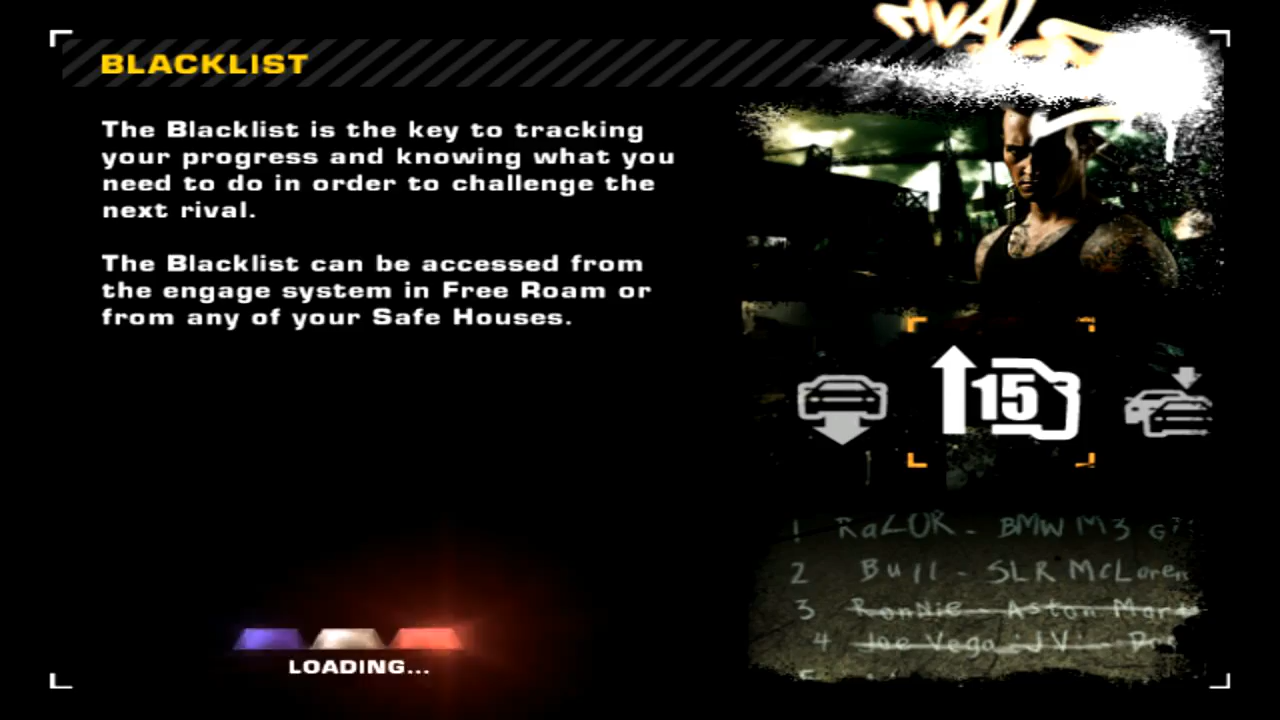 RIVAL
BLACKLIST
The Blacklist is the key to tracking
your progress and knowing what you
need to do in order to challenge the
next rival.
The Blacklist can be accessed from
the engage system in Free Roam or
from any of your Safe Houses.
15
1 RaZOR - BMW M3
2 Bull - SLR McLaren
3 Ronnie - Aston Mart
4 Joe Vega 'JV' -
LOADING...